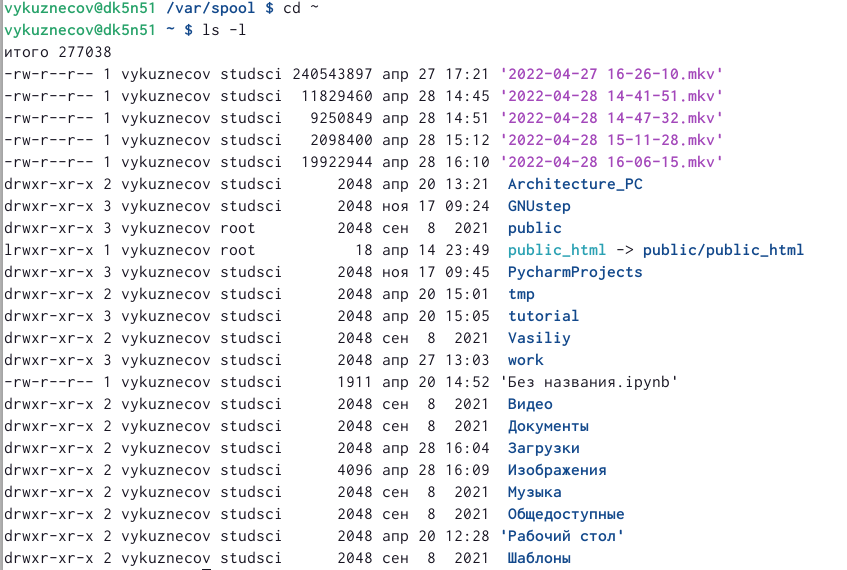 vykuznecov@dk5n51 /var/spool $ cd ~
vykuznecov@dk5n51 ~ $ ls -l
итого 277038
-rw-r--r-- 1 vykuznecov studsci 240543897 апр 27 17:21 '2022-04-27 16-26-10.mkv'
-rw-r--r-- 1 vykuznecov studsci  11829460 апр 28 14:45 '2022-04-28 14-41-51.mkv'
-rw-r--r-- 1 vykuznecov studsci   9250849 апр 28 14:51 '2022-04-28 14-47-32.mkv'
-rw-r--r-- 1 vykuznecov studsci   2098400 апр 28 15:12 '2022-04-28 15-11-28.mkv'
-rw-r--r-- 1 vykuznecov studsci  19922944 апр 28 16:10 '2022-04-28 16-06-15.mkv'
drwxr-xr-x 2 vykuznecov studsci      2048 апр 20 13:21  Architecture_PC
drwxr-xr-x 3 vykuznecov studsci      2048 ноя 17 09:24  GNUstep
drwxr-xr-x 3 vykuznecov root         2048 сен  8  2021  public
lrwxr-xr-x 1 vykuznecov root           18 апр 14 23:49  public_html -> public/public_html
drwxr-xr-x 3 vykuznecov studsci      2048 ноя 17 09:45  PycharmProjects
drwxr-xr-x 2 vykuznecov studsci      2048 апр 20 15:01  tmp
drwxr-xr-x 3 vykuznecov studsci      2048 апр 20 15:05  tutorial
drwxr-xr-x 2 vykuznecov studsci      2048 сен  8  2021  Vasiliy
drwxr-xr-x 3 vykuznecov studsci      2048 апр 27 13:03  work
-rw-r--r-- 1 vykuznecov studsci      1911 апр 20 14:52 'Без названия.ipynb'
drwxr-xr-x 2 vykuznecov studsci      2048 сен  8  2021  Видео
drwxr-xr-x 2 vykuznecov studsci      2048 сен  8  2021  Документы
drwxr-xr-x 2 vykuznecov studsci      2048 апр 28 16:04  Загрузки
drwxr-xr-x 2 vykuznecov studsci      4096 апр 28 16:09  Изображения
drwxr-xr-x 2 vykuznecov studsci      2048 сен  8  2021  Музыка
drwxr-xr-x 2 vykuznecov studsci      2048 сен  8  2021  Общедоступные
drwxr-xr-x 2 vykuznecov studsci      2048 апр 20 12:28 'Рабочий стол'
drwxr-xr-x 2 vykuznecov studsci      2048 сен  8  2021  Шаблоны